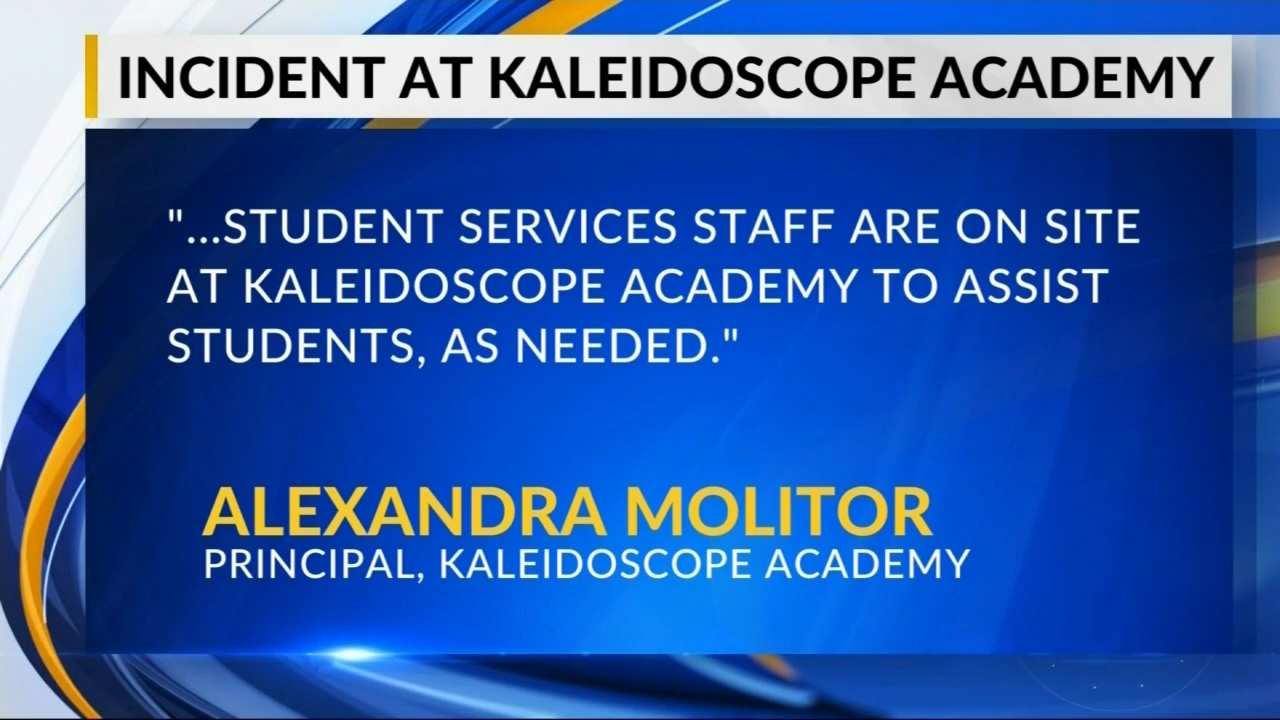 INCIDENT AT KALEIDOSCOPE ACADEMY
"...STUDENT SERVICES STAFF ARE ON SITE
AT KALEIDOSCOPE ACADEMY TO ASSIST
STUDENTS, AS NEEDED."
ALEXANDRA MOLITOR
PRINCIPAL, KALEIDOSCOPE ACADEMY